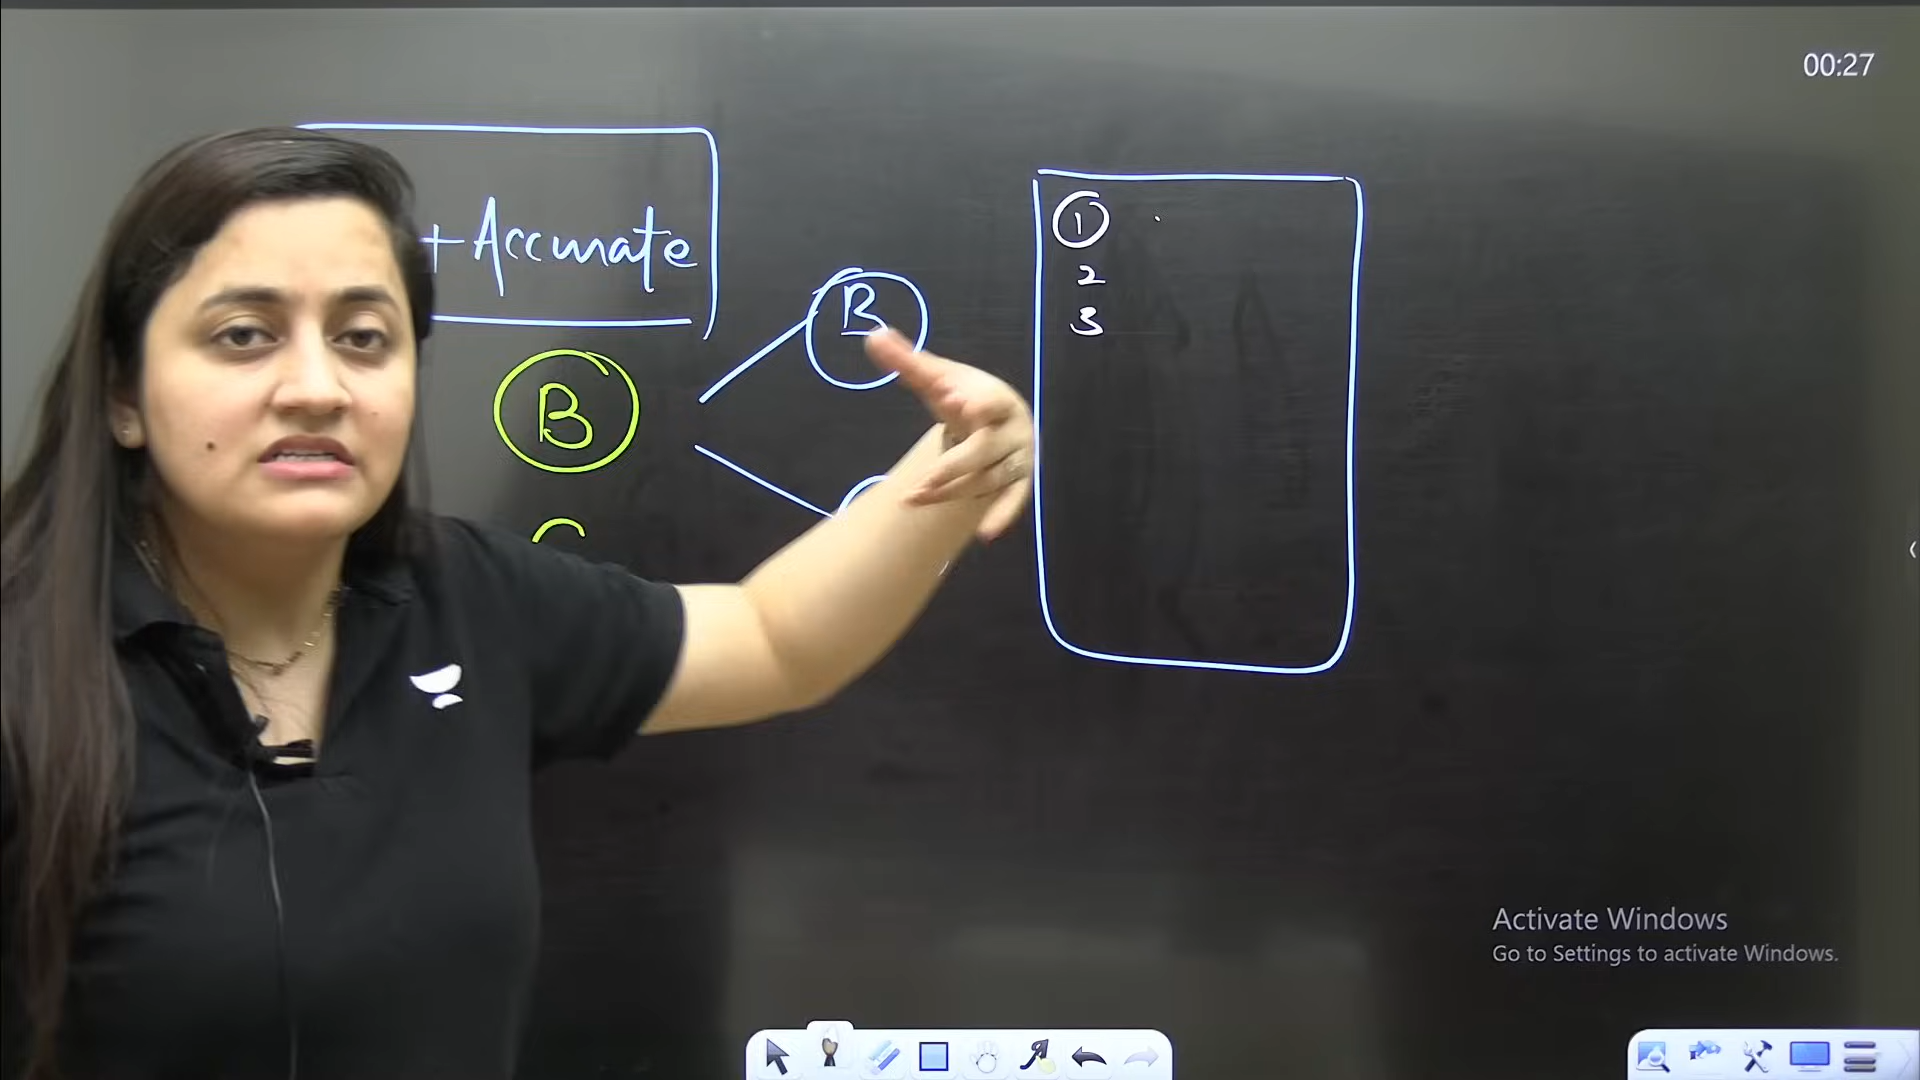 00:27
+ Accurate
B
B
1
2
3
Activate Windows
Go to Settings to activate Windows.